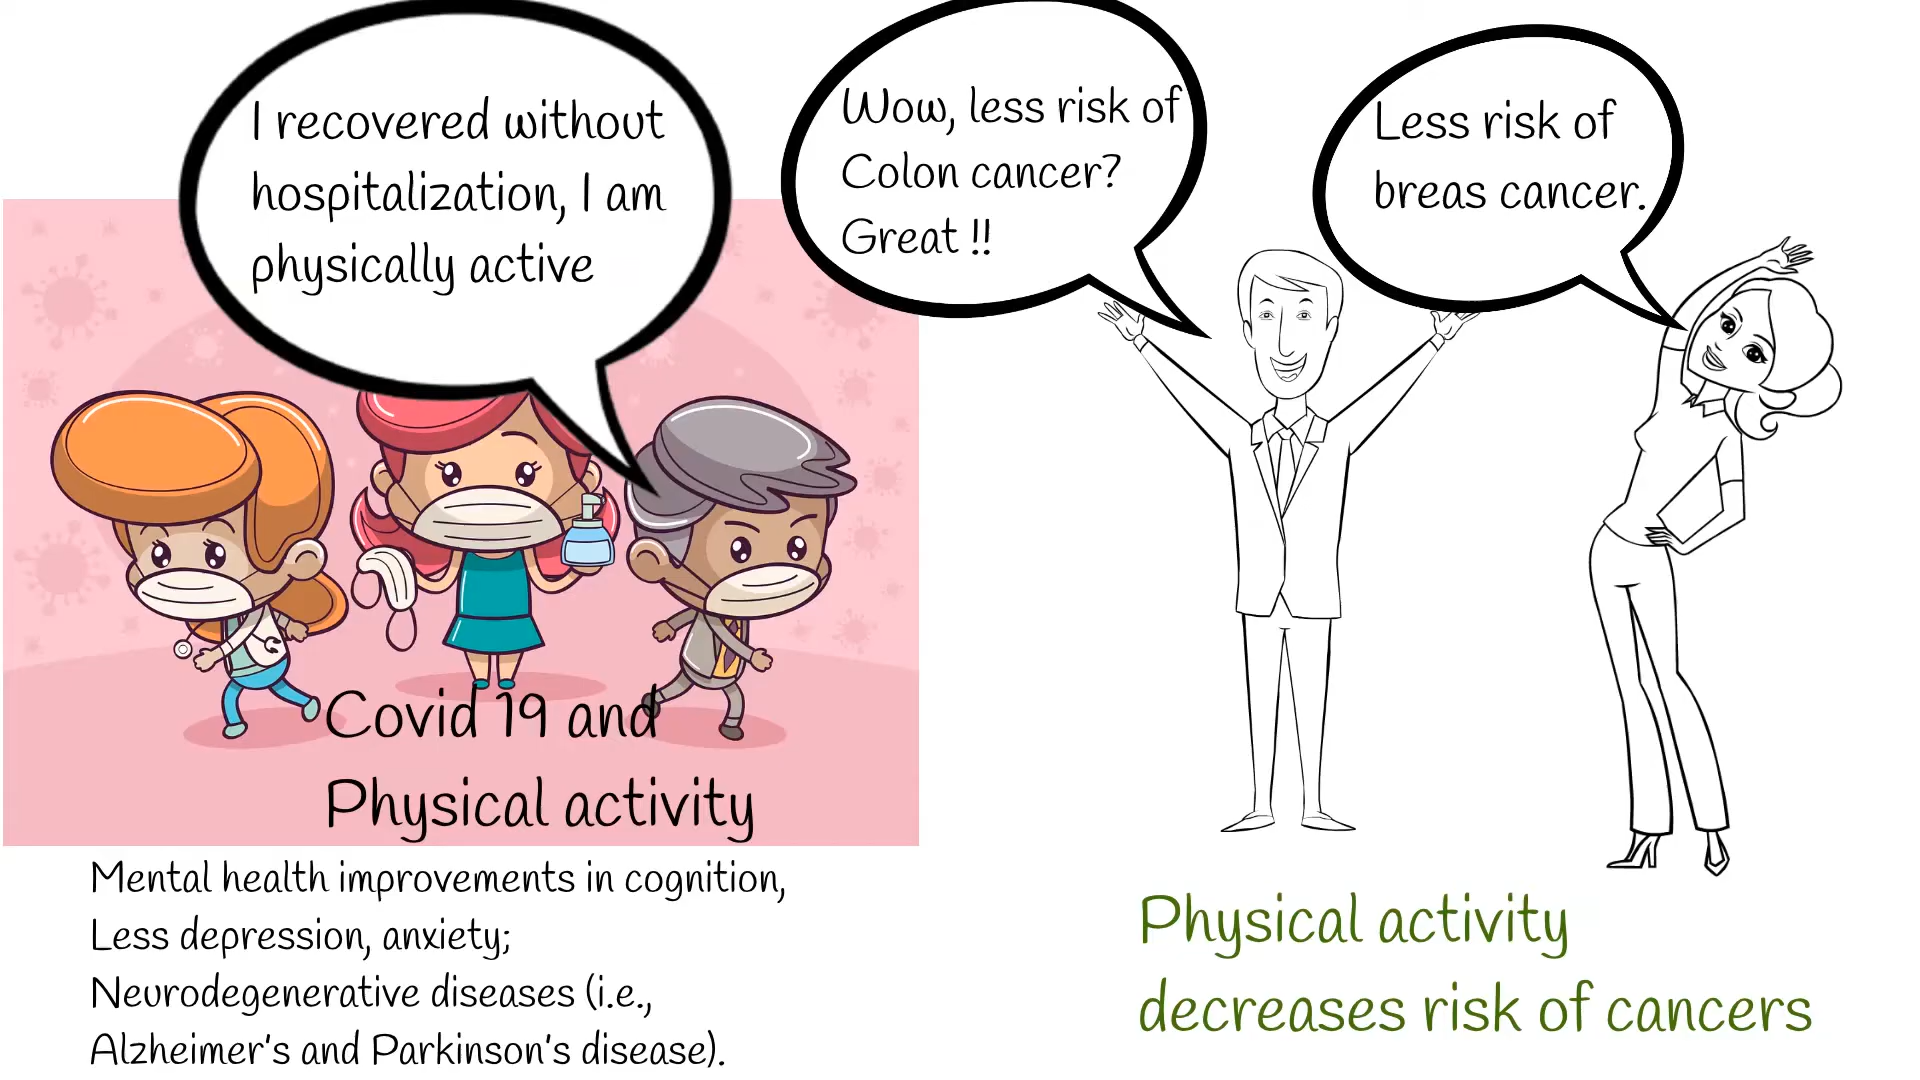 I recovered without
hospitalization, I am
physically active
Wow, less risk of
Colon cancer?
Great !!
Less risk of
breas cancer.
Covid 19 and
Physical activity
Mental health improvements in cognition,
Less depression, anxiety;
Neurodegenerative diseases (i.e.,
Alzheimer's and Parkinson's disease).
Physical activity
decreases risk of cancers